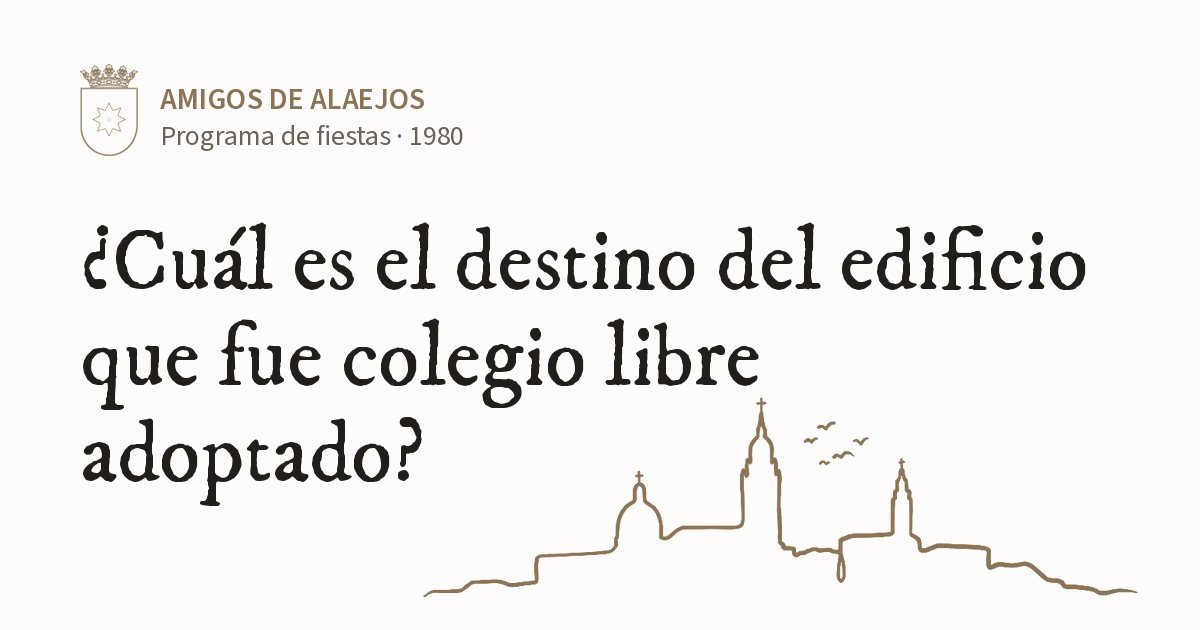 AMIGOS DE ALAEJOS
Programa de fiestas · 1980
¿Cuál es el destino del edificio
que fue colegio libre
adoptado?